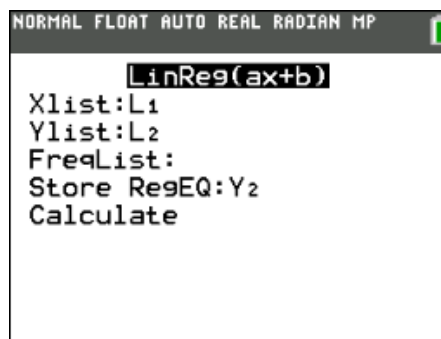 NORMAL FLOAT AUTO REAL RADIAN MP
LinReg(ax+b)
Xlist:L₁
Ylist:L₂
FreqList:
Store RegEQ:Y₂
Calculate